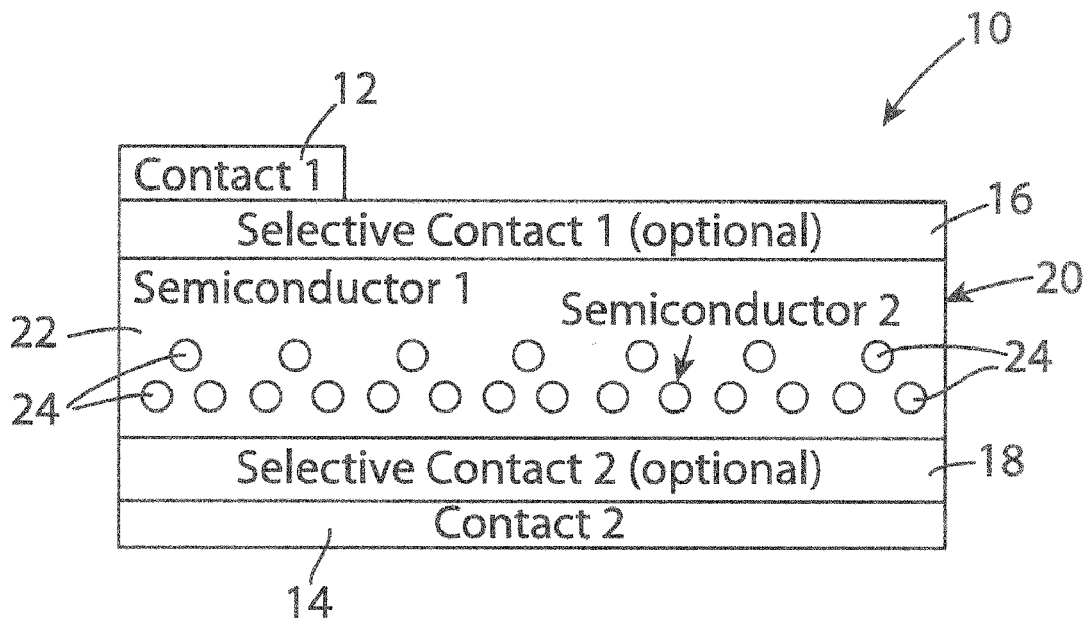 10
12
Contact 1
16
Selective Contact 1 (optional)
Semiconductor 1
20
Semiconductor 2
22
24
24
Selective Contact 2 (optional)
18
Contact 2
14